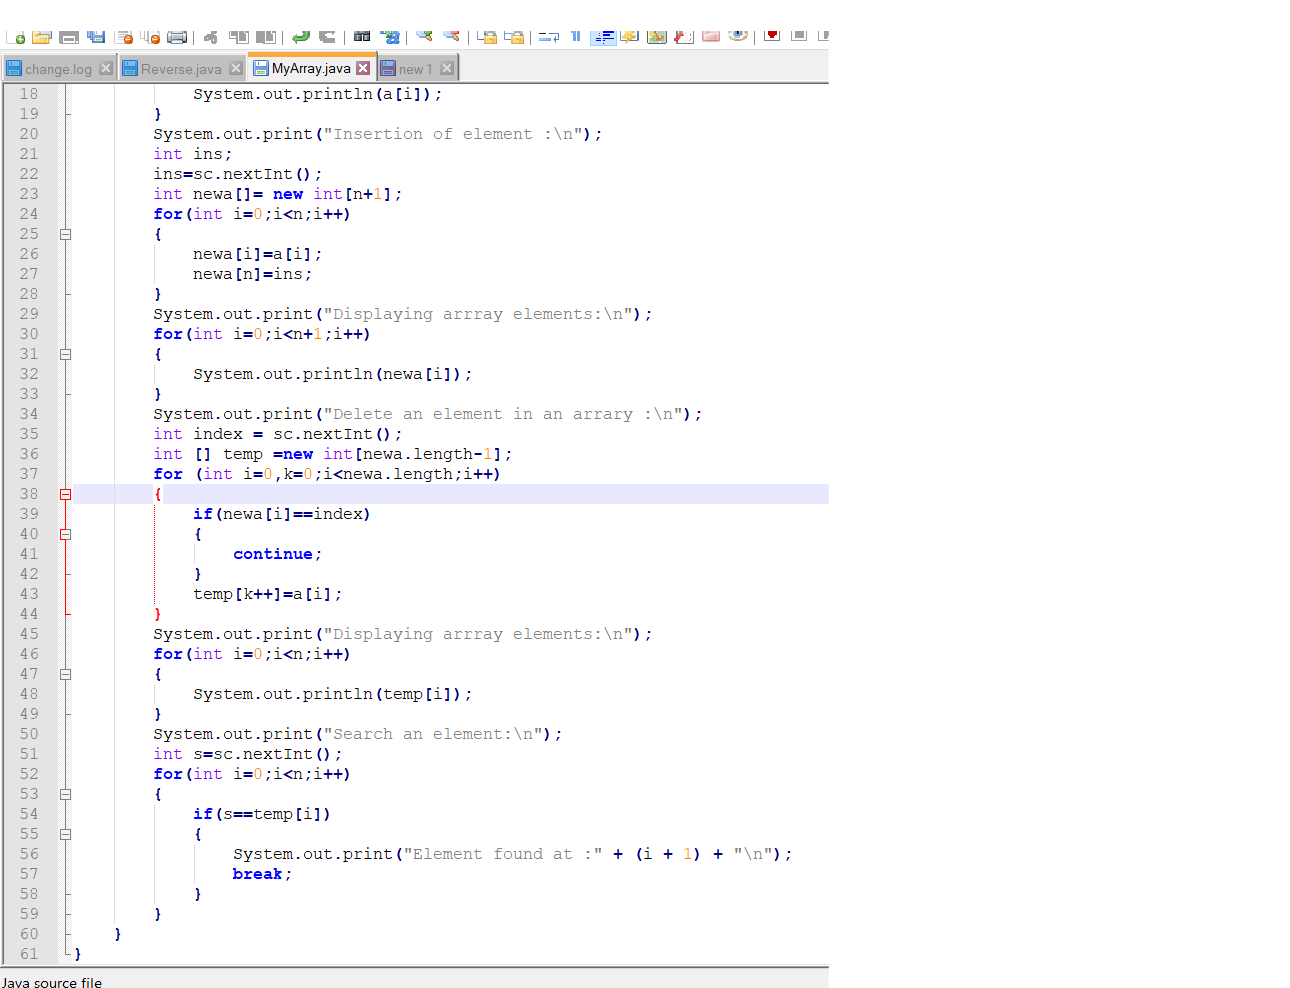 change.log Reverse.java MyArray.java new 1
18 System.out.println(a[i]);
19 }
20 System.out.print("Insertion of element :\n");
21 int ins;
22 ins=sc.nextInt();
23 int newa[]= new int[n+1];
24 for(int i=0;i<n;i++)
25 {
26 newa[i]=a[i];
27 newa[n]=ins;
28 }
29 System.out.print("Displaying arrray elements:\n");
30 for(int i=0;i<n+1;i++)
31 {
32 System.out.println(newa[i]);
33 }
34 System.out.print("Delete an element in an arrary :\n");
35 int index = sc.nextInt();
36 int [] temp =new int[newa.length-1];
37 for (int i=0,k=0;i<newa.length;i++)
38 {
39 if(newa[i]==index)
40 {
41 continue;
42 }
43 temp[k++]=a[i];
44 }
45 System.out.print("Displaying arrray elements:\n");
46 for(int i=0;i<n;i++)
47 {
48 System.out.println(temp[i]);
49 }
50 System.out.print("Search an element:\n");
51 int s=sc.nextInt();
52 for(int i=0;i<n;i++)
53 {
54 if(s==temp[i])
55 {
56 System.out.print("Element found at :" + (i + 1) + "\n");
57 break;
58 }
59 }
60 }
61 }
Java source file